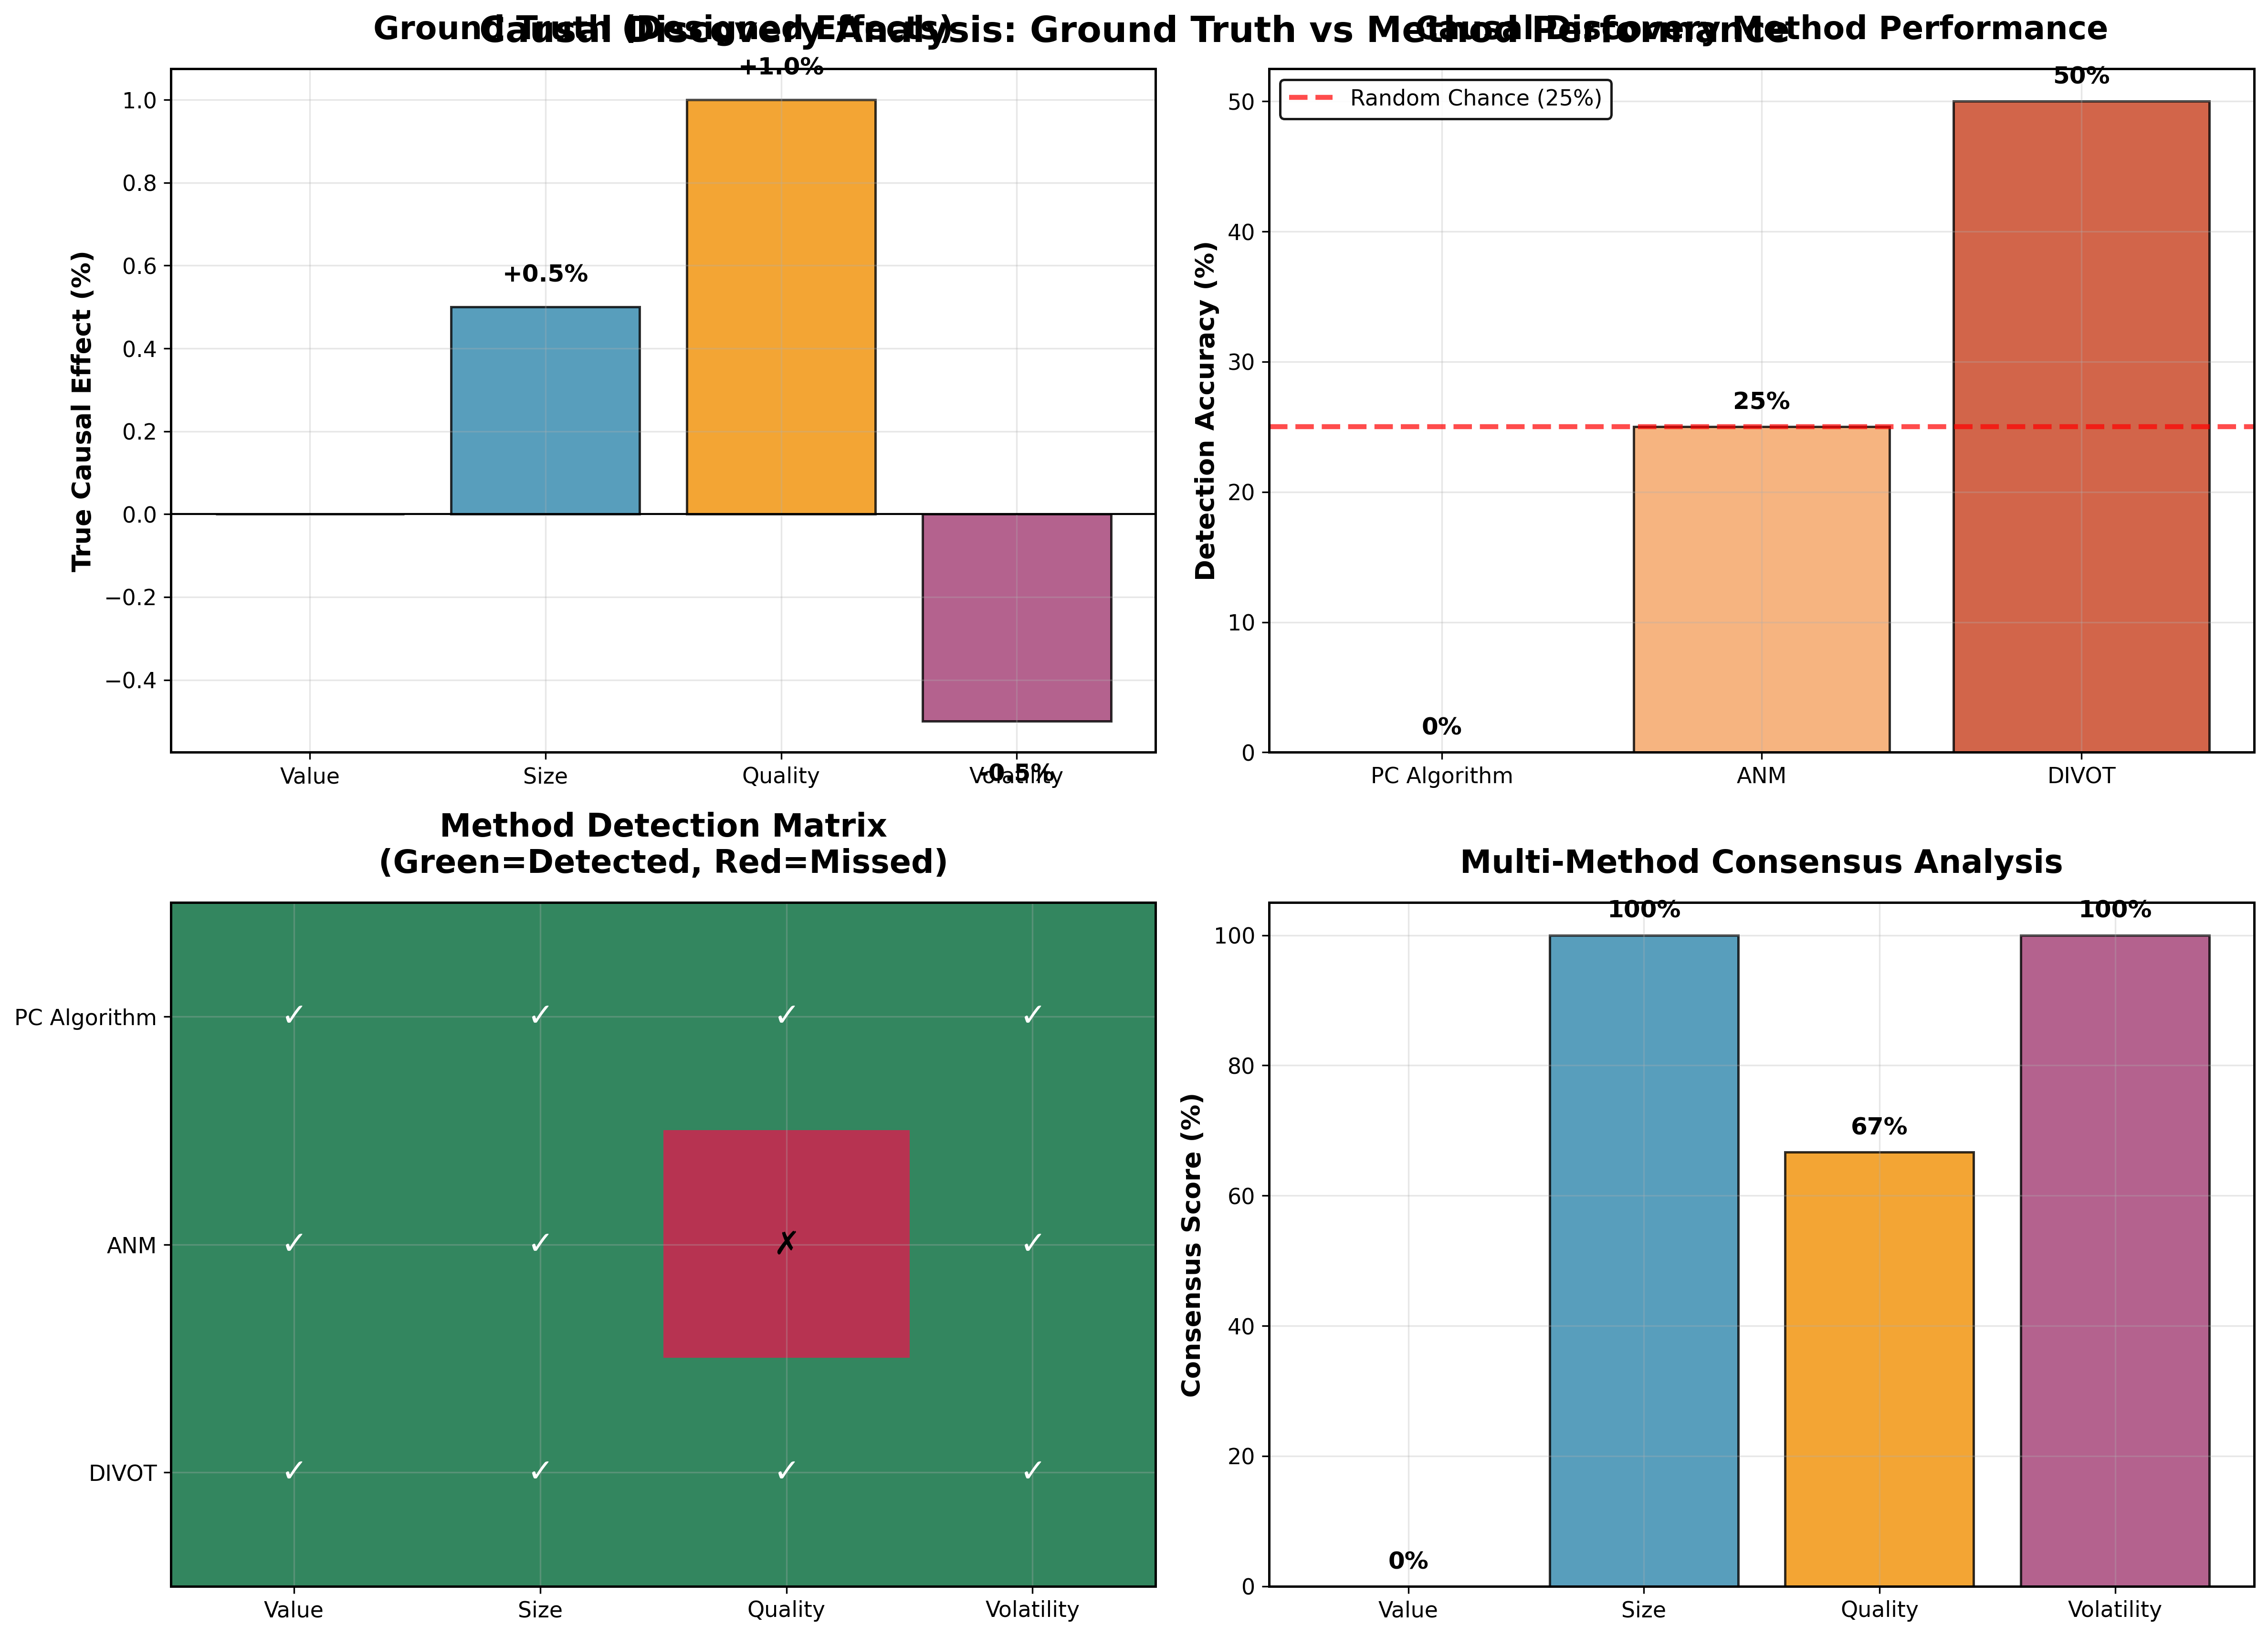 Causal Discovery Analysis: Ground Truth vs Method Performance
Ground Truth (Designed Effects)
True Causal Effect (%)
1.0
0.8
0.6
0.4
0.2
0.0
−0.2
−0.4
+0.5%
+1.0%
-0.5%
Value Size Quality Volatility
Causal Discovery Method Performance
Detection Accuracy (%)
Random Chance (25%)
50
40
30
20
10
0
0%
25%
50%
PC Algorithm ANM DIVOT
Method Detection Matrix
(Green=Detected, Red=Missed)
PC Algorithm ✓ ✓ ✓ ✓
ANM ✓ ✓ ✗ ✓
DIVOT ✓ ✓ ✓ ✓
Value Size Quality Volatility
Multi-Method Consensus Analysis
Consensus Score (%)
100
80
60
40
20
0
0%
100%
67%
100%
Value Size Quality Volatility